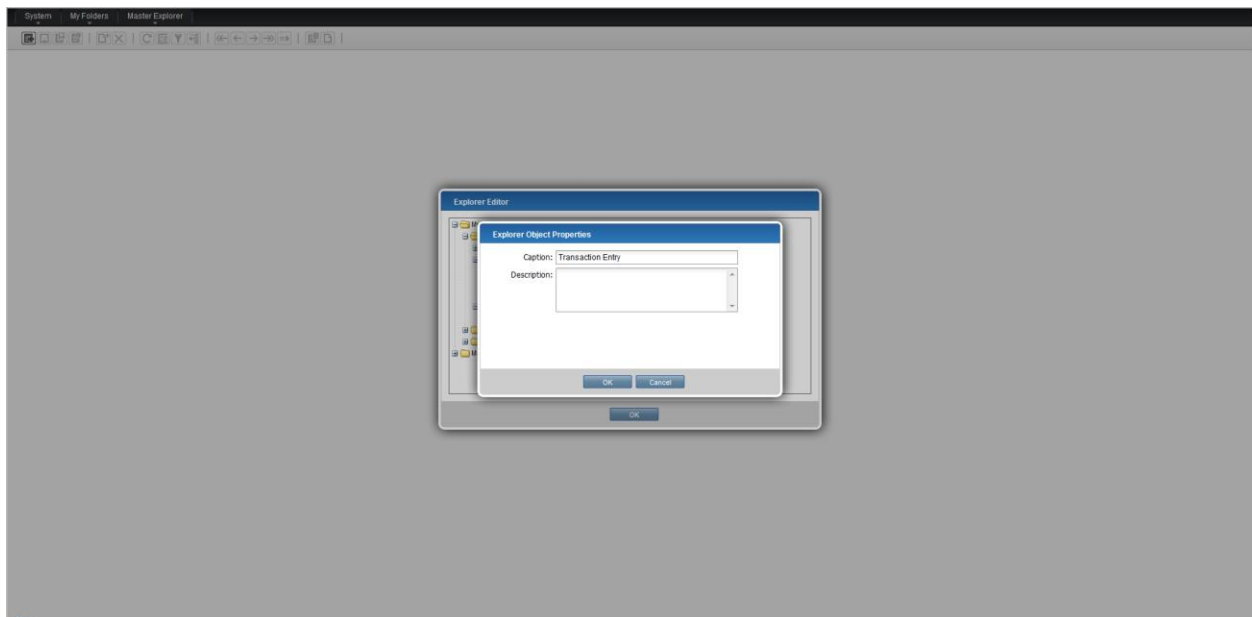 System My Folders Master Explorer
Explorer Editor
Explorer Object Properties
Caption: Transaction Entry
Description:
OK Cancel
OK